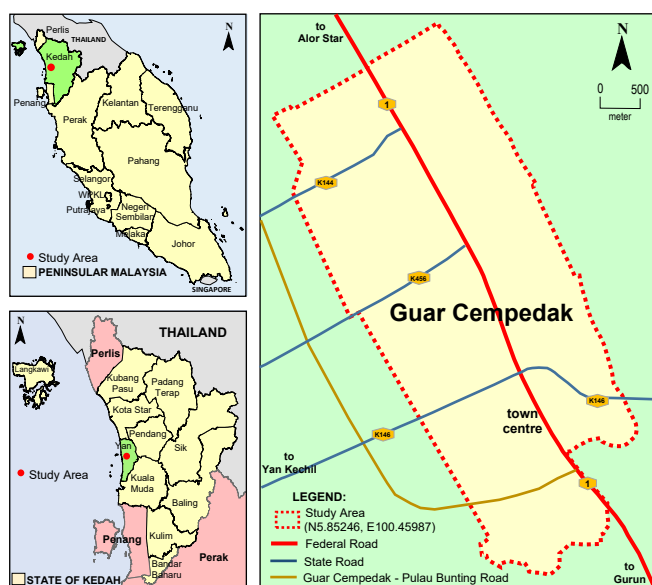 N
Perlis
THAILAND
Kedah
Penang
Kelantan
Terengganu
Perak
Pahang
Selangor
WPKL
Putrajaya
Negeri
Sembilan
Melaka
Johor
Study Area
PENINSULAR MALAYSIA
SINGAPORE
N
THAILAND
Perlis
Langkawi
Kubang
Pasu
Padang
Terap
Kota Star
Pendang
Yan
Sik
Study Area
Kuala
Muda
Baling
Penang
Kulim
Bandar
Baharu
Perak
STATE OF KEDAH
to
Alor Star
N
0 500
meter
1
K144
K456
Guar Cempedak
K146
K146
town
centre
to
Yan Kechil
1
LEGEND:
Study Area
(N5.85246, E100.45987)
Federal Road
State Road
Guar Cempedak - Pulau Bunting Road
to
Gurun